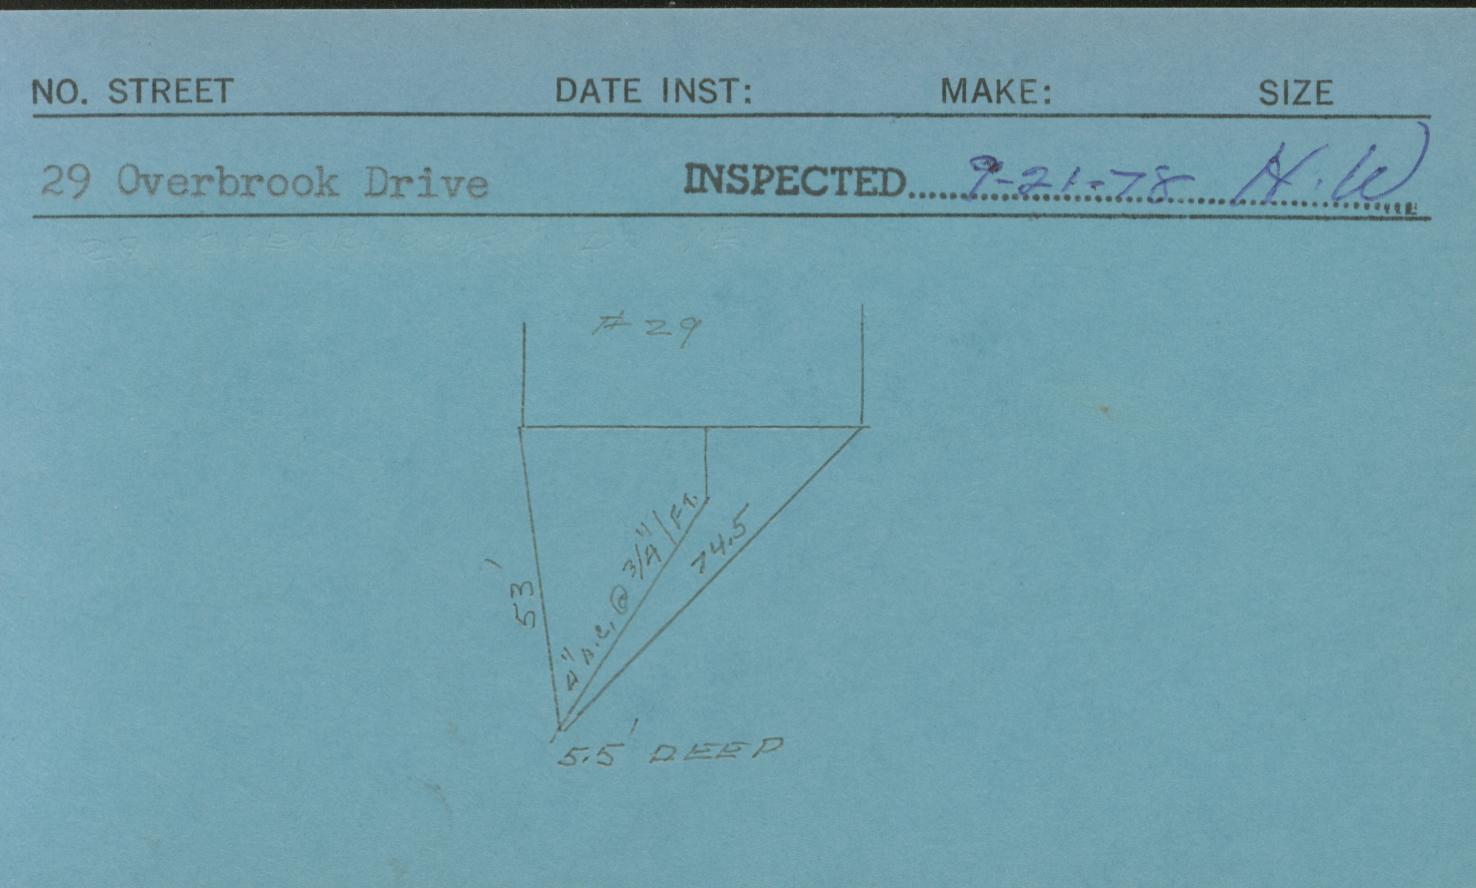 NO. STREET DATE INST: MAKE: SIZE
29 Overbrook Drive INSPECTED 9-21-78 H.W
# 29
53'
4" A.C. @ 3/4"/FT.
74.5
5.5' DEEP